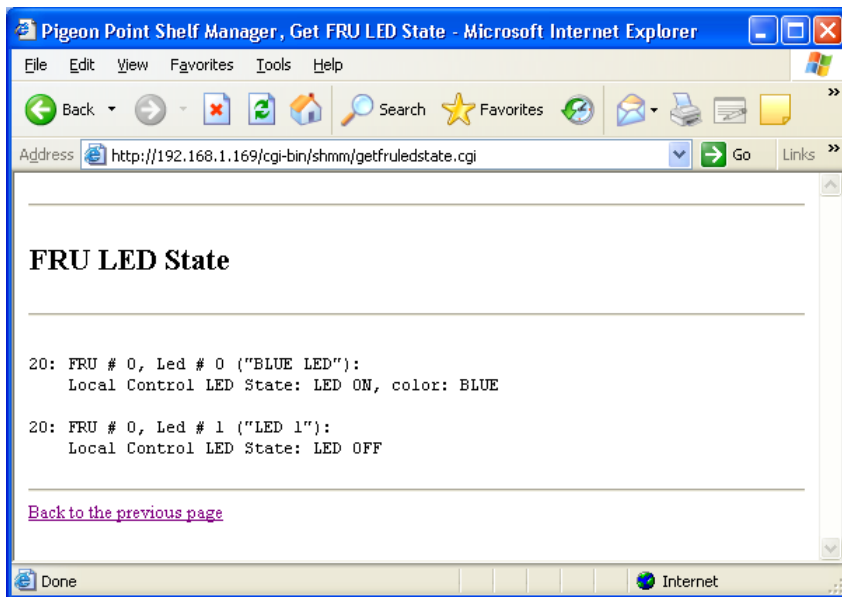 Pigeon Point Shelf Manager, Get FRU LED State - Microsoft Internet Explorer
File Edit View Favorites Tools Help
Back Search Favorites »
Address http://192.168.1.169/cgi-bin/shmm/getfruledstate.cgi Go Links »
FRU LED State
20: FRU # 0, Led # 0 ("BLUE LED"):
Local Control LED State: LED ON, color: BLUE
20: FRU # 0, Led # 1 ("LED 1"):
Local Control LED State: LED OFF
Back to the previous page
Done Internet